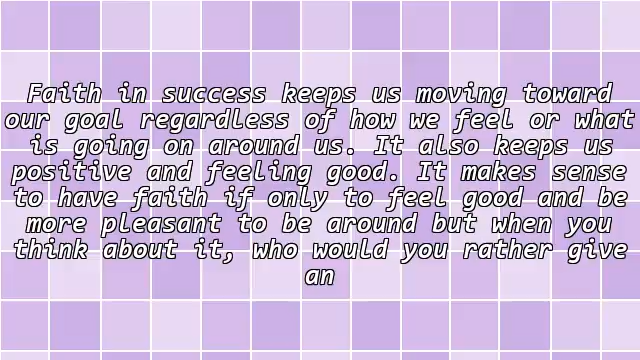 Faith in success keeps us moving toward
our goal regardless of how we feel or what
is going on around us. It also keeps us
positive and feeling good. It makes sense
to have faith if only to feel good and be
more pleasant to be around but when you
think about it, who would you rather give
an